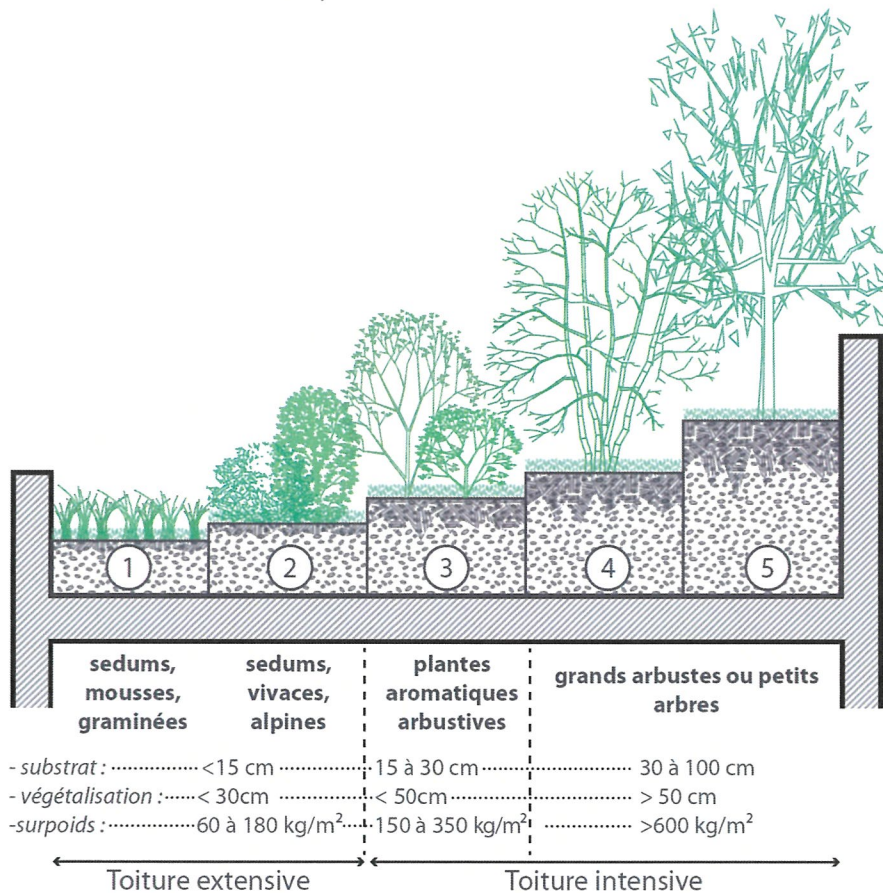 1 2 3 4 5
sedums, mousses, graminées
sedums, vivaces, alpines
plantes aromatiques arbustives
grands arbustes ou petits arbres
- substrat : <15 cm 15 à 30 cm 30 à 100 cm
- végétalisation : < 30cm < 50cm > 50 cm
-surpoids : 60 à 180 kg/m² 150 à 350 kg/m² >600 kg/m²
Toiture extensive Toiture intensive